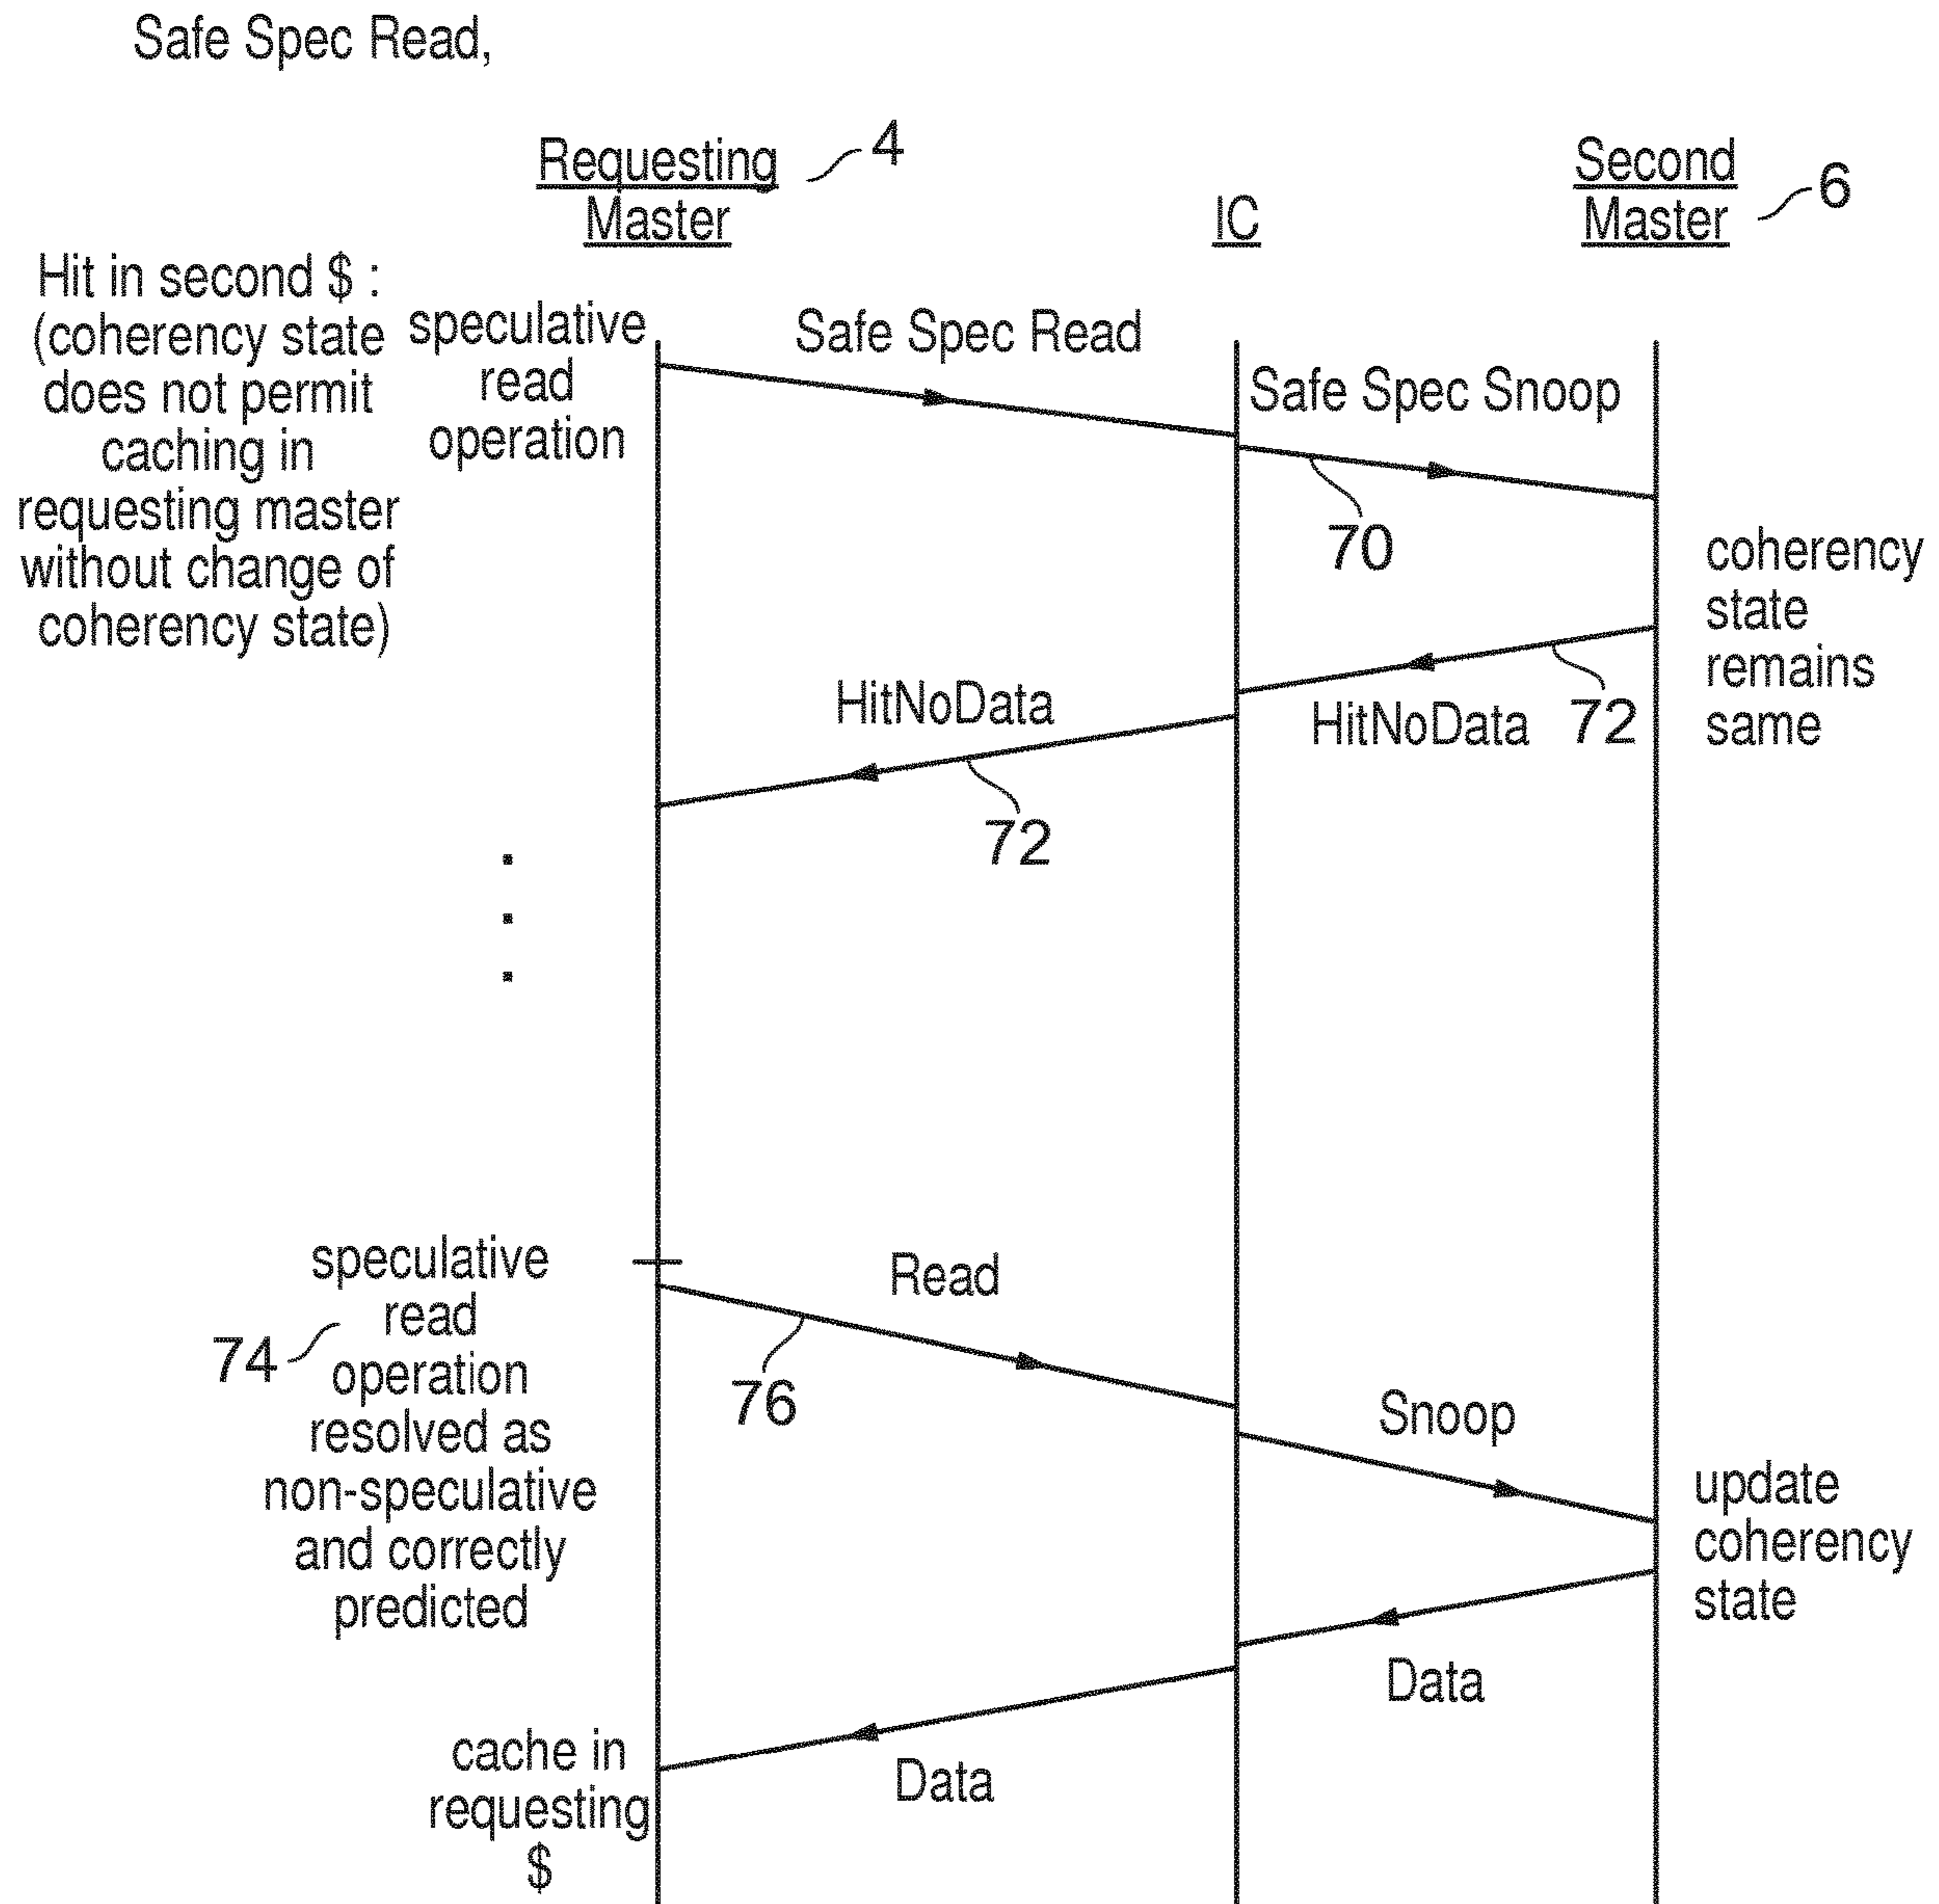 Safe Spec Read,
Requesting
Master
4
IC
Second
Master
6
Hit in second $ :
(coherency state
does not permit
caching in
requesting master
without change of
coherency state)
speculative
read
operation
Safe Spec Read
Safe Spec Snoop
70
coherency
state
remains
same
HitNoData
72
HitNoData
72
speculative
read
operation
resolved as
non-speculative
and correctly
predicted
74
Read
76
Snoop
update
coherency
state
Data
Data
cache in
requesting
$